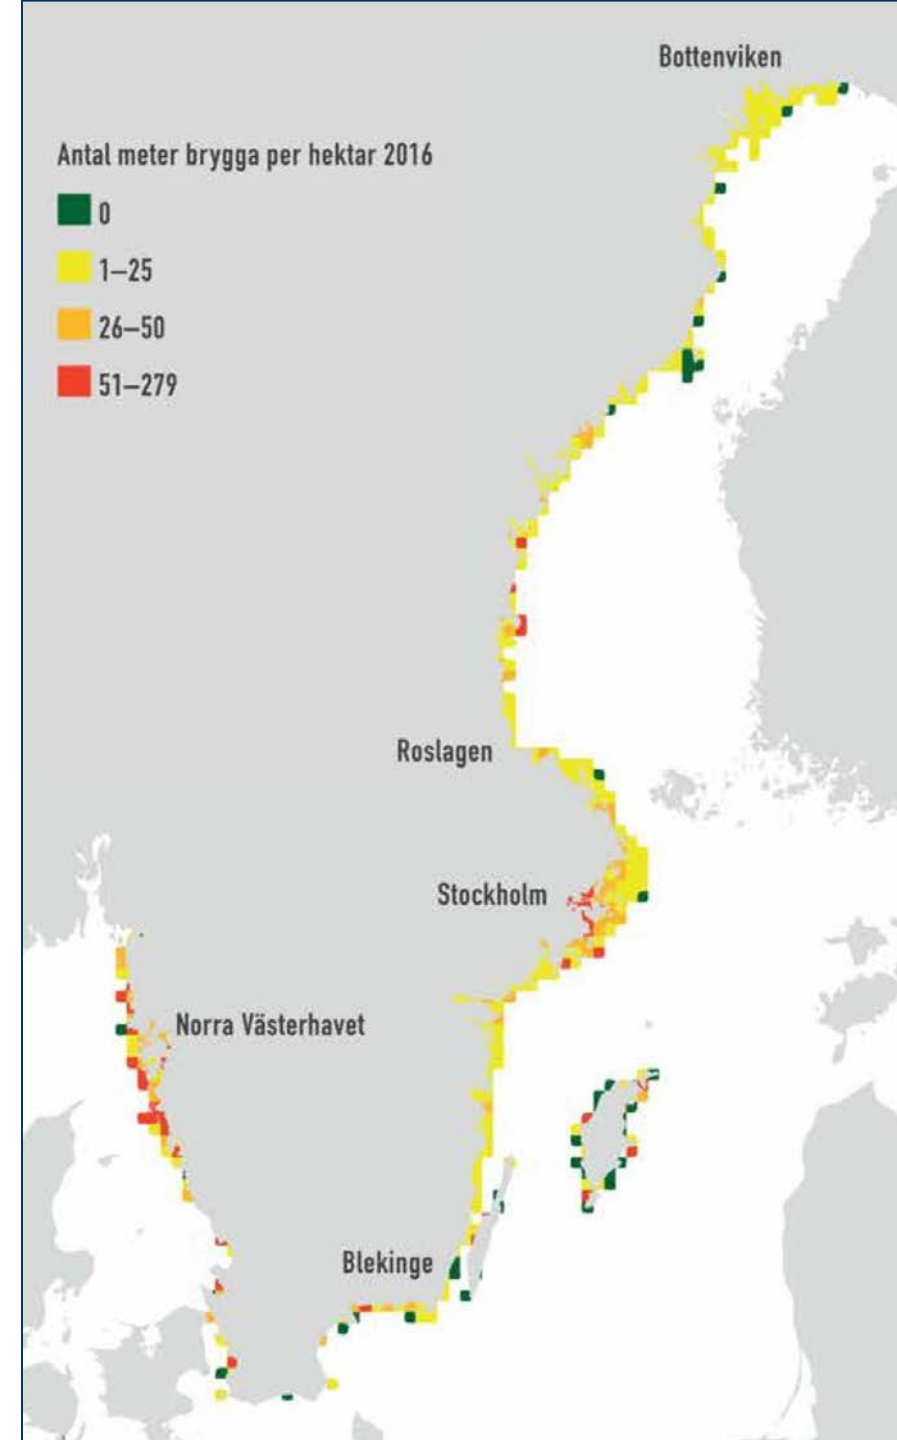 Bottenviken
Antal meter brygga per hektar 2016
0
1–25
26–50
51–279
Roslagen
Stockholm
Norra Västerhavet
Blekinge